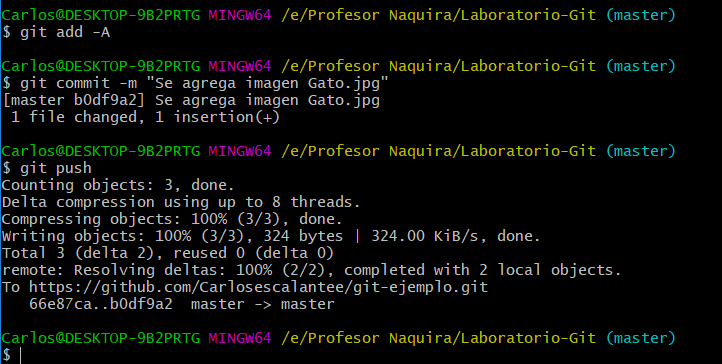 Carlos@DESKTOP-9B2PRTG MINGW64 /e/Profesor Naquira/Laboratorio-Git (master)
$ git add -A
Carlos@DESKTOP-9B2PRTG MINGW64 /e/Profesor Naquira/Laboratorio-Git (master)
$ git commit -m "Se agrega imagen Gato.jpg"
[master b0df9a2] Se agrega imagen Gato.jpg
1 file changed, 1 insertion(+)
Carlos@DESKTOP-9B2PRTG MINGW64 /e/Profesor Naquira/Laboratorio-Git (master)
$ git push
Counting objects: 3, done.
Delta compression using up to 8 threads.
Compressing objects: 100% (3/3), done.
Writing objects: 100% (3/3), 324 bytes | 324.00 KiB/s, done.
Total 3 (delta 2), reused 0 (delta 0)
remote: Resolving deltas: 100% (2/2), completed with 2 local objects.
To https://github.com/Carlosescalantee/git-ejemplo.git
66e87ca..b0df9a2  master -> master
Carlos@DESKTOP-9B2PRTG MINGW64 /e/Profesor Naquira/Laboratorio-Git (master)
$